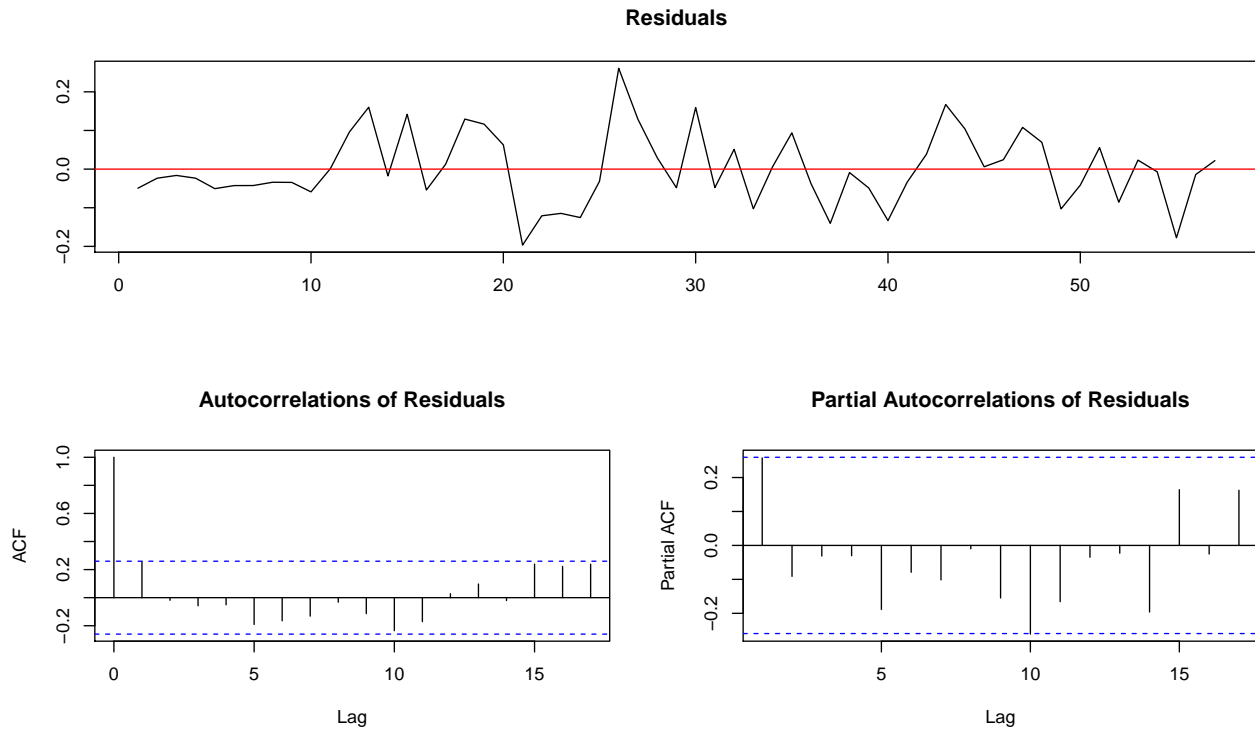 Residuals
0.2
0.0
−0.2
0 10 20 30 40 50
Autocorrelations of Residuals
1.0
0.6
0.2
−0.2
ACF
0 5 10 15
Lag
Partial Autocorrelations of Residuals
0.2
0.0
−0.2
Partial ACF
5 10 15
Lag